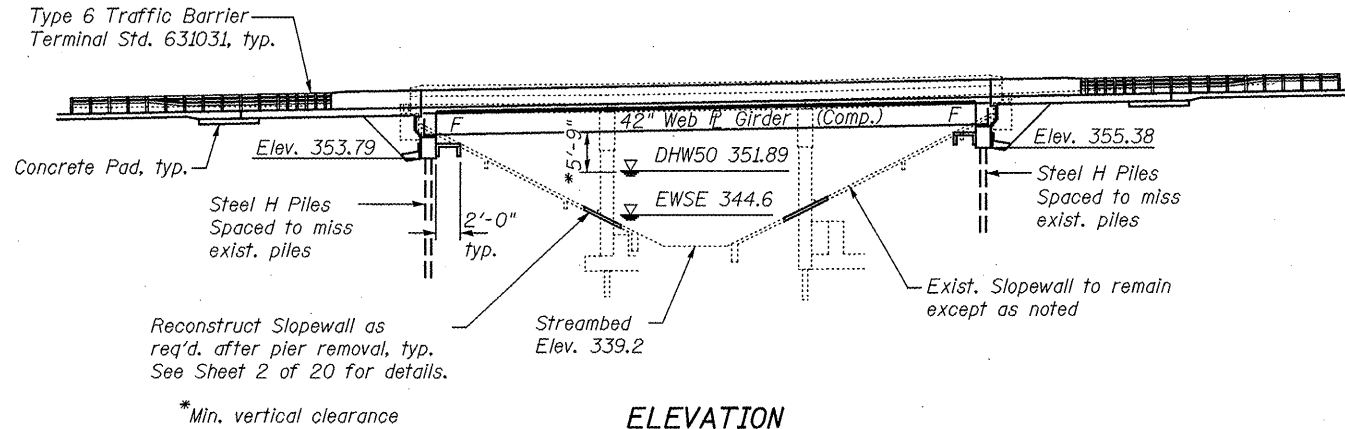 Type 6 Traffic Barrier
Terminal Std. 631031, typ.
F
42" Web ⅊ Girder (Comp.)
F
Elev. 353.79
*5'-9"
DHW50 351.89
Elev. 355.38
Concrete Pad, typ.
Steel H Piles
Spaced to miss
exist. piles
2'-0"
typ.
EWSE 344.6
Steel H Piles
Spaced to miss
exist. piles
Reconstruct Slopewall as
req'd. after pier removal, typ.
See Sheet 2 of 20 for details.
Streambed
Elev. 339.2
Exist. Slopewall to remain
except as noted
*Min. vertical clearance
ELEVATION